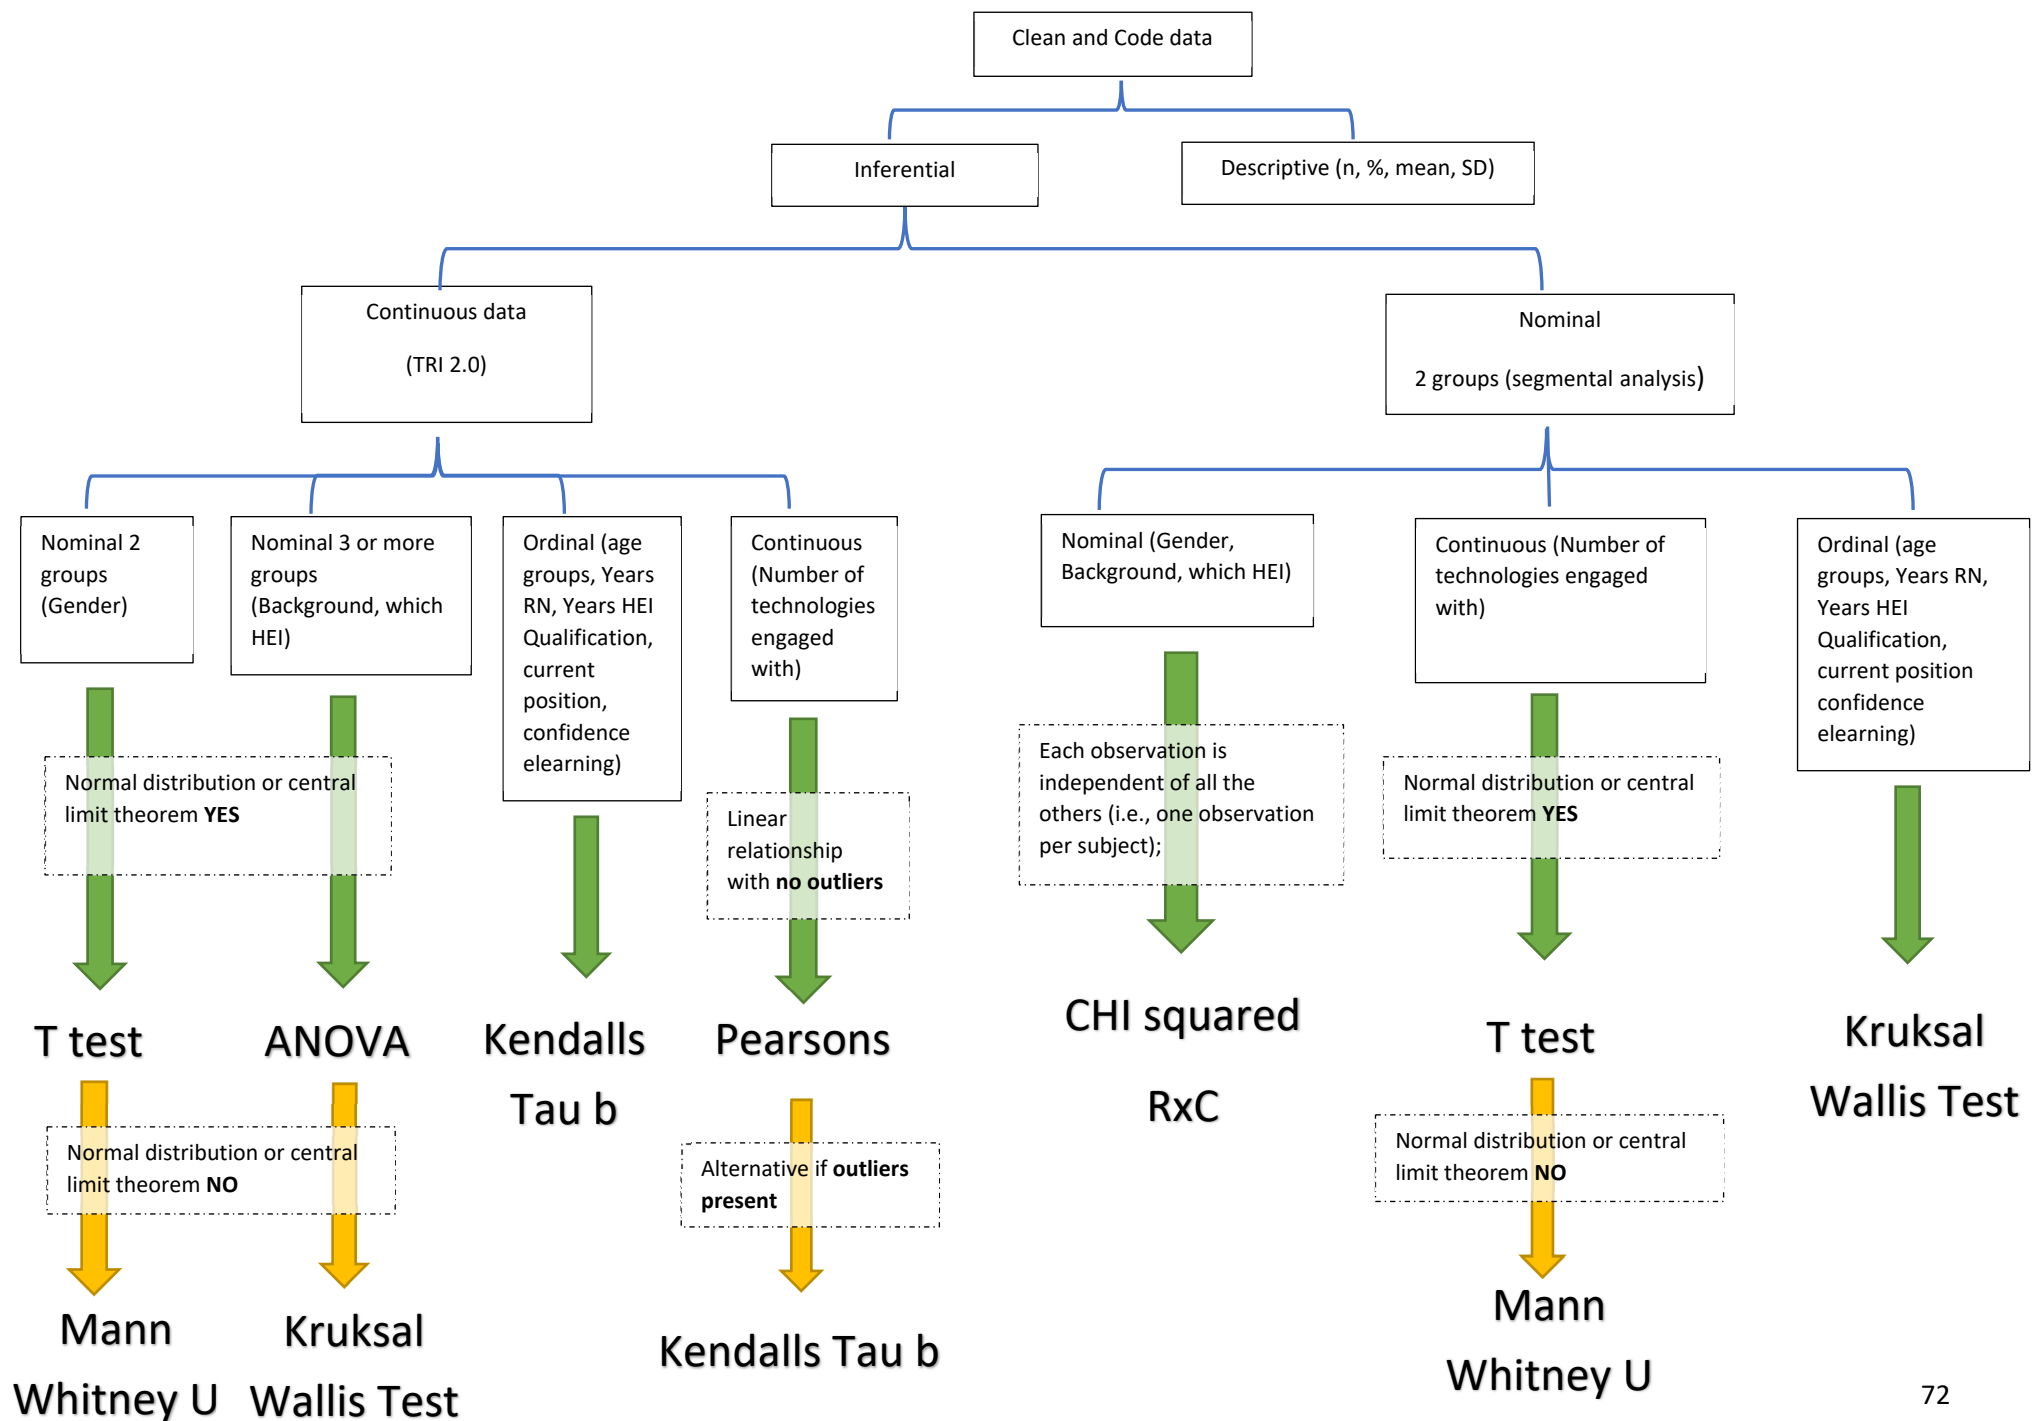 Clean and Code data
Inferential
Descriptive (n, %, mean, SD)
Continuous data
(TRI 2.0)
Nominal
2 groups (segmental analysis)
Nominal 2
groups
(Gender)
Nominal 3 or more
groups
(Background, which
HEI)
Ordinal (age
groups, Years
RN, Years HEI
Qualification,
current
position,
confidence
elearning)
Continuous
(Number of
technologies
engaged
with)
Nominal (Gender,
Background, which HEI)
Continuous (Number of
technologies engaged
with)
Ordinal (age
groups, Years RN,
Years HEI
Qualification,
current position
confidence
elearning)
Normal distribution or central
limit theorem YES
Linear
relationship
with no outliers
Each observation is
independent of all the
others (i.e., one observation
per subject);
Normal distribution or central
limit theorem YES
T test
ANOVA
Kendalls
Tau b
Pearsons
CHI squared
RxC
T test
Kruksal
Wallis Test
Normal distribution or central
limit theorem NO
Alternative if outliers
present
Normal distribution or central
limit theorem NO
Mann
Whitney U
Kruksal
Wallis Test
Kendalls Tau b
Mann
Whitney U
72